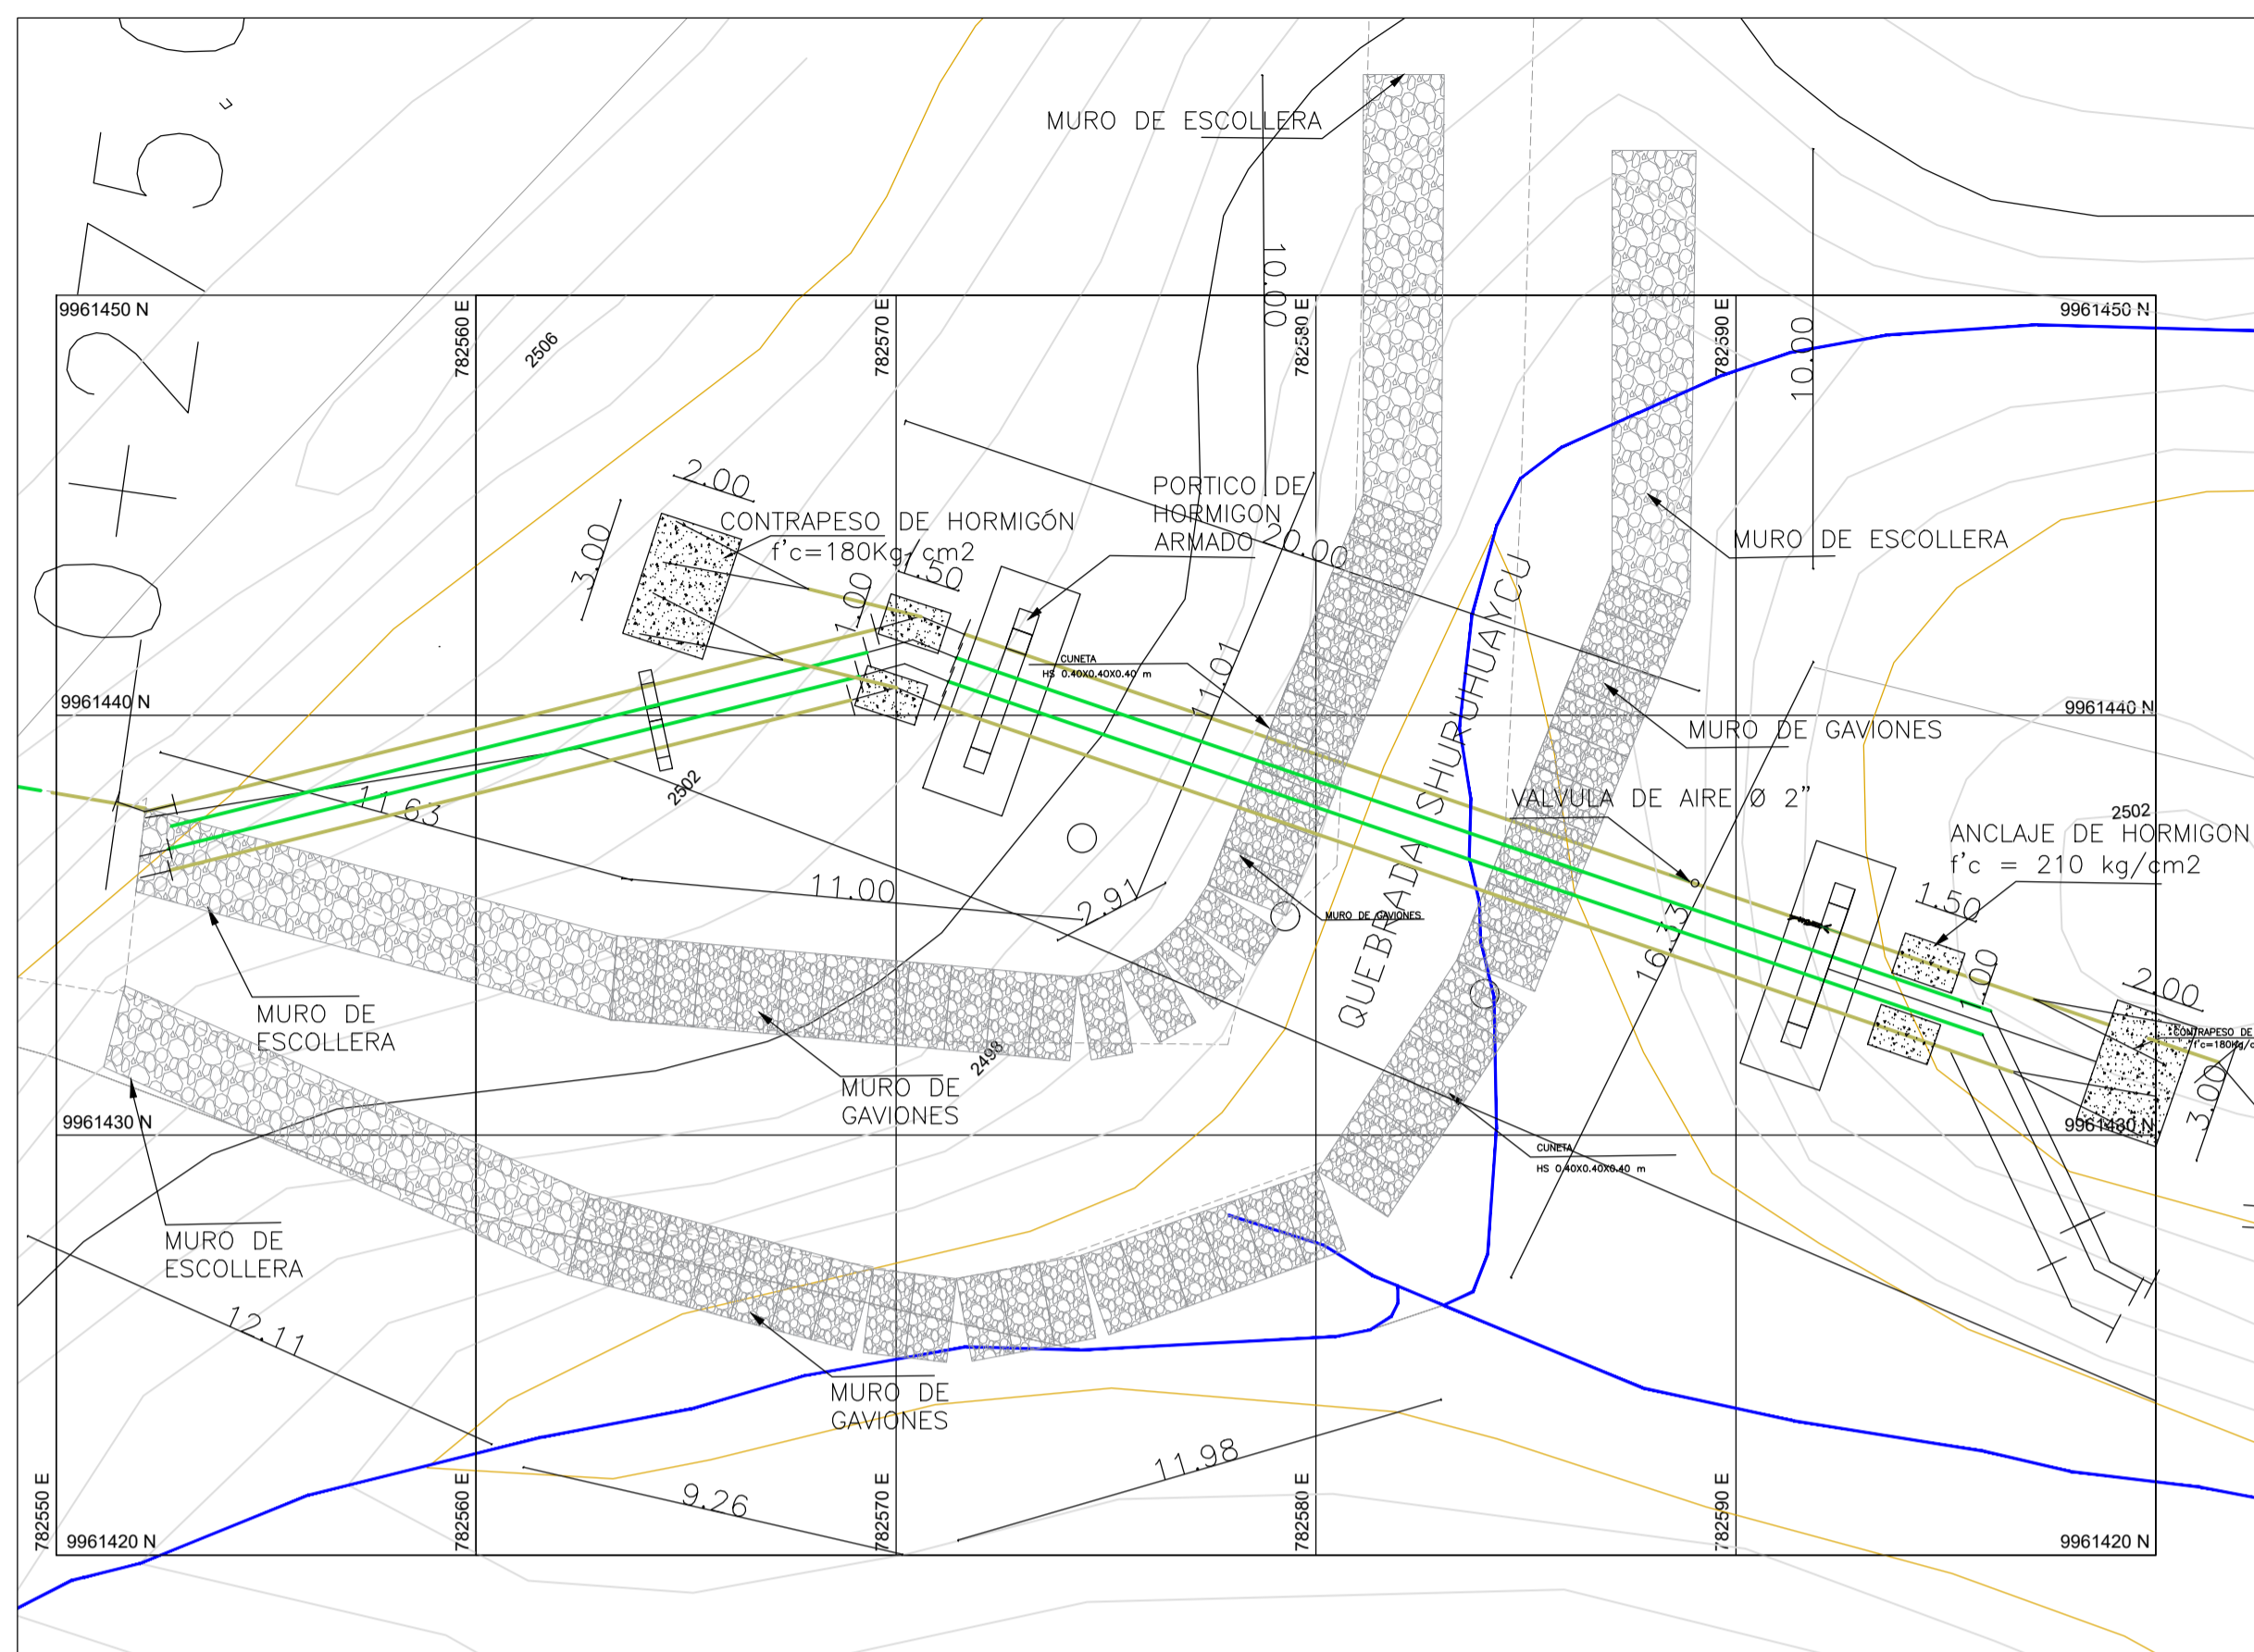 0+275.0
MURO DE ESCOLLERA
10.00
9961450 N
782560 E
782570 E
782580 E
782590 E
9961450 N
2506
10.00
2.00
PORTICO DE
HORMIGON
ARMADO
CONTRAPESO DE HORMIGÓN
f'c=180Kg/cm2
3.00
1.50
1.00
20.00
MURO DE ESCOLLERA
CUNETA
HS 0.40X0.40X0.40 m
11.01
QUEBRADA SHURUHUAYCU
9961440 N
9961440 N
MURO DE GAVIONES
2502
11.63
VALVULA DE AIRE Ø 2"
2502
ANCLAJE DE HORMIGON
f'c = 210 kg/cm2
11.00
2.91
MURO DE GAVIONES
16.33
1.50
1.00
2.00
MURO DE
ESCOLLERA
CONTRAPESO DE
f'c=180Kg/c
2498
MURO DE
GAVIONES
3.00
9961430 N
9961430 N
CUNETA
HS 0.40X0.40X0.40 m
MURO DE
ESCOLLERA
12.11
MURO DE
GAVIONES
11.98
9.26
782550 E
782560 E
782570 E
782580 E
782590 E
9961420 N
9961420 N